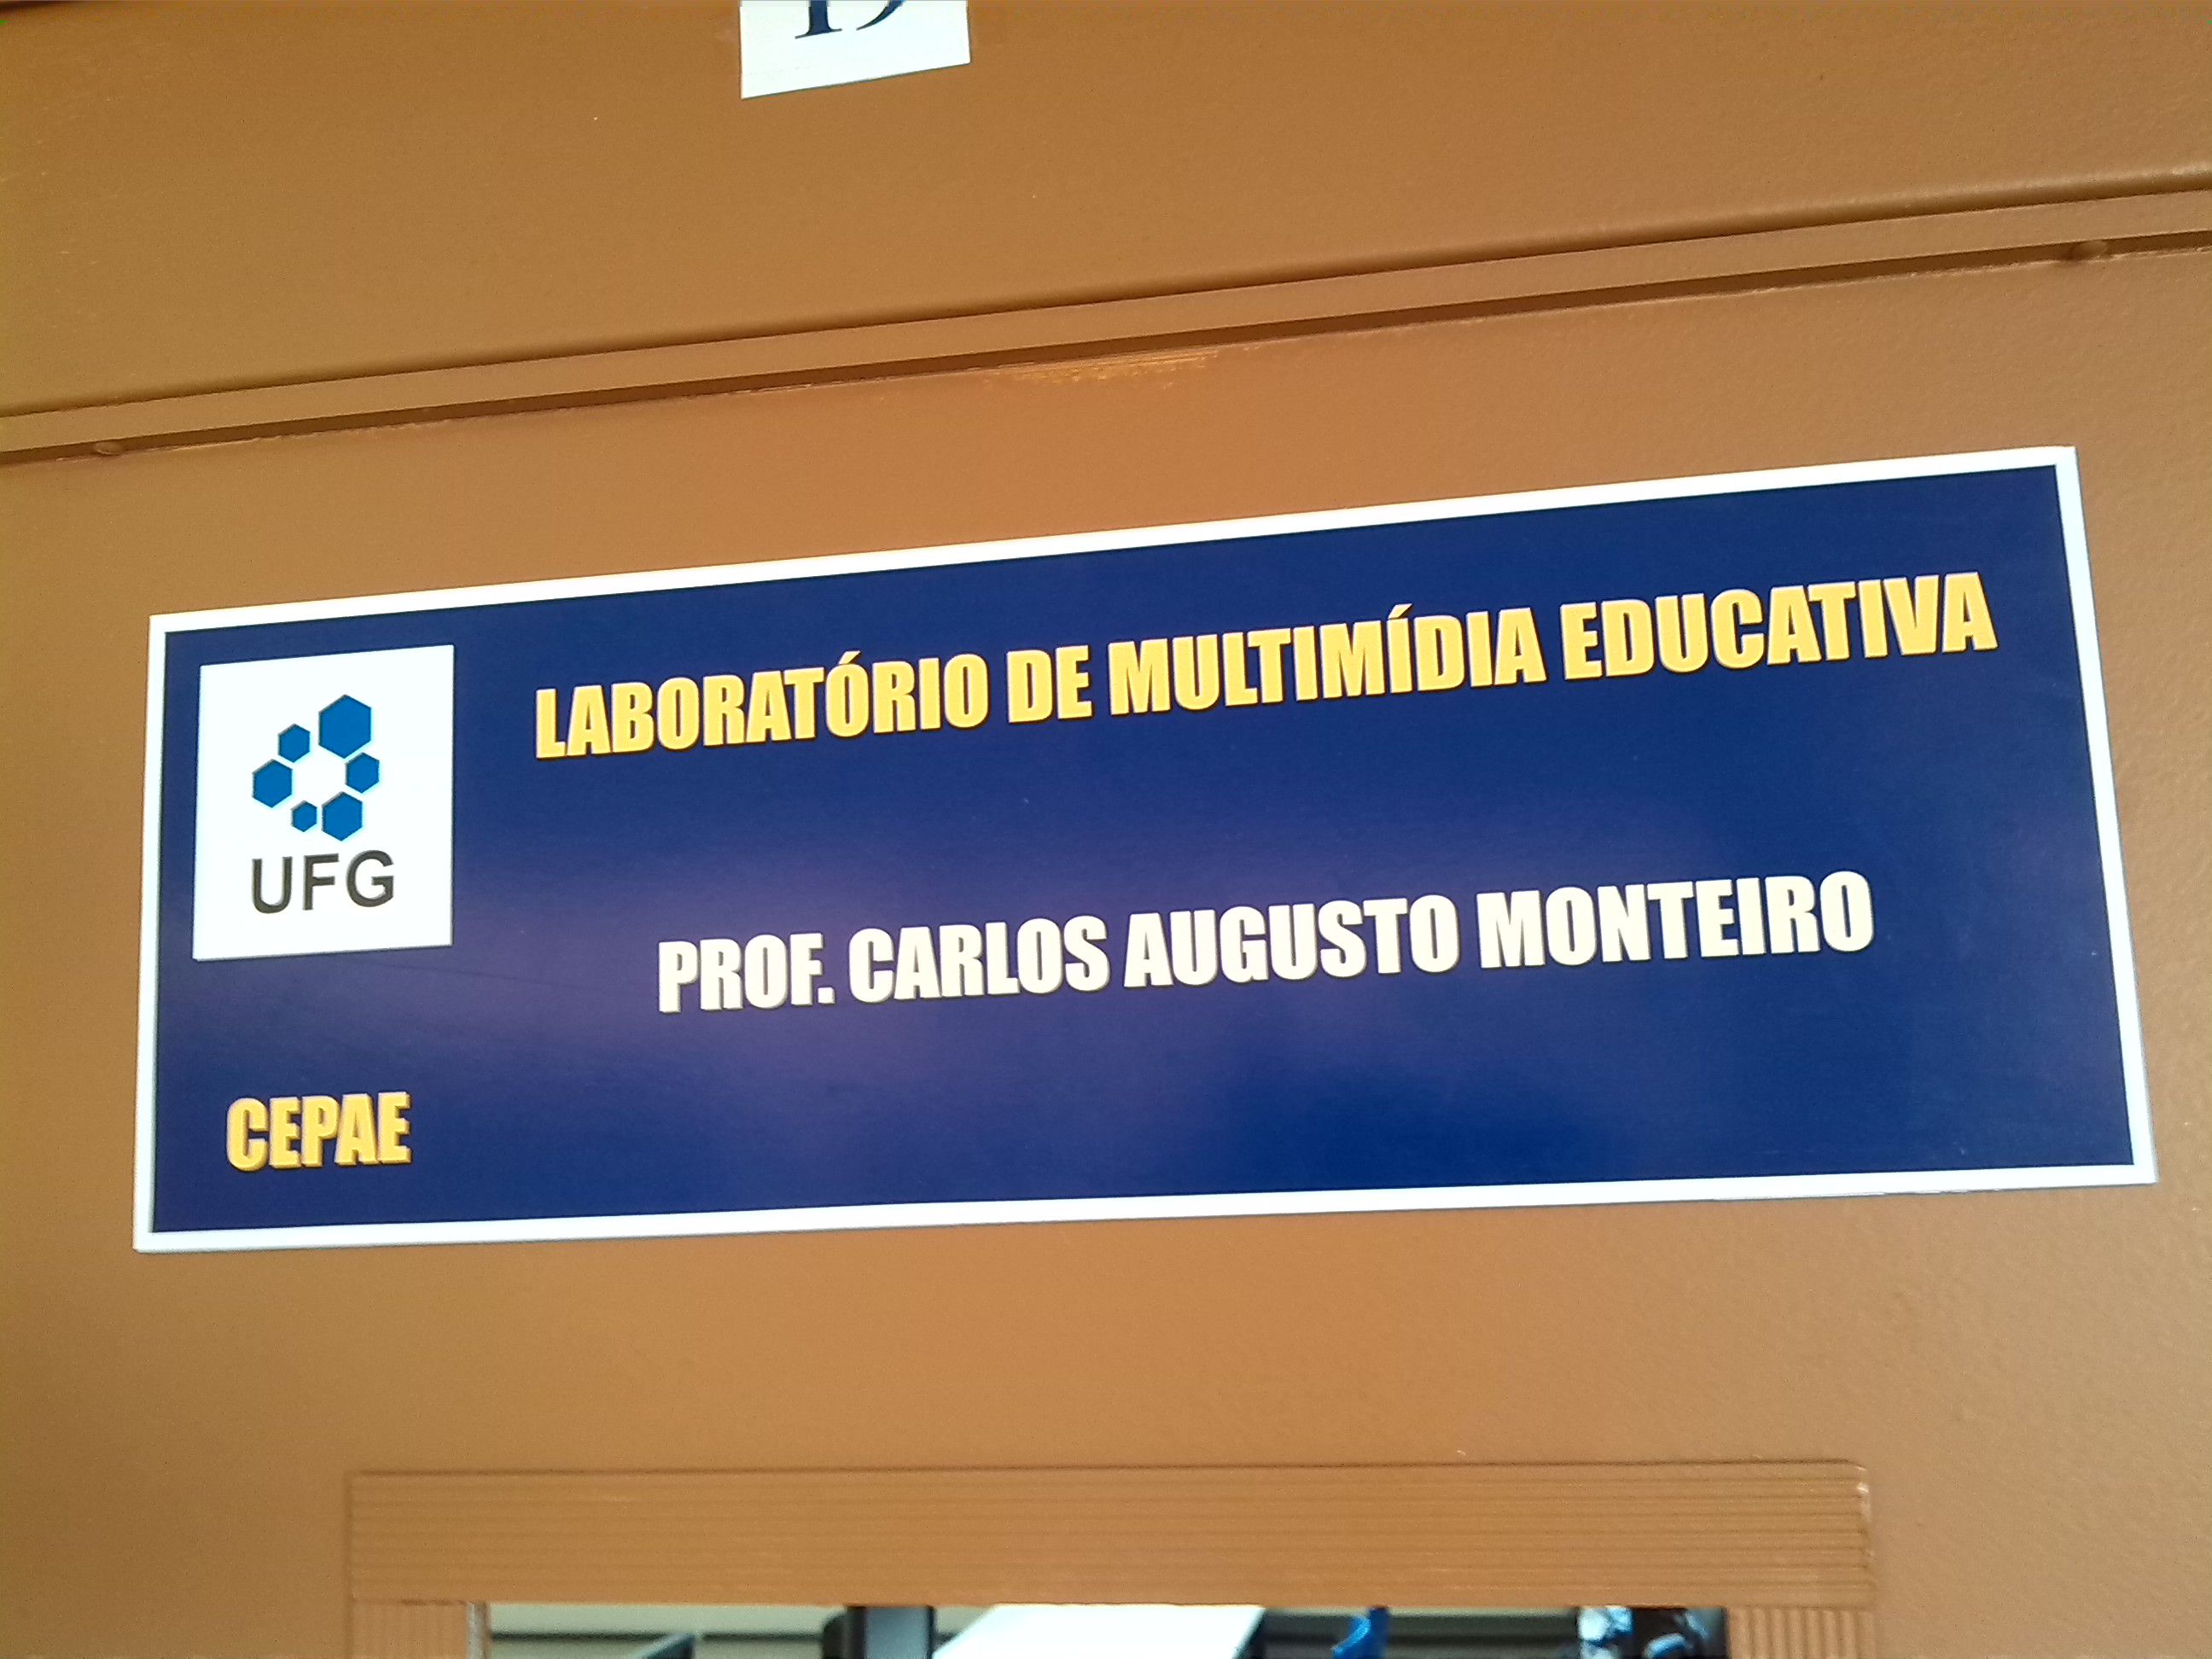 LABORATÓRIO DE MULTIMÍDIA EDUCATIVA
UFG
PROF. CARLOS AUGUSTO MONTEIRO
CEPAE